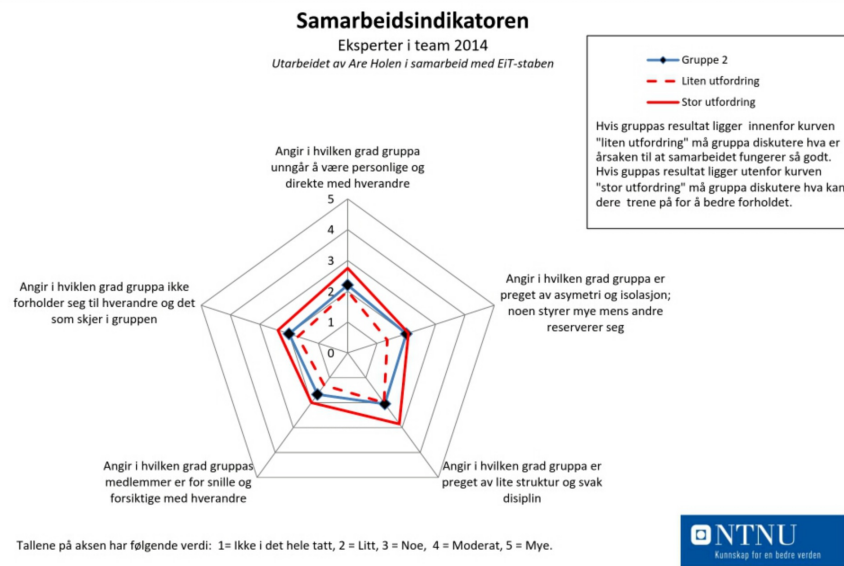 Samarbeidsindikatoren
Eksperter i team 2014
Utarbeidet av Are Holen i samarbeid med EiT-staben
Gruppe 2
Liten utfordring
Stor utfordring
Hvis gruppas resultat ligger innenfor kurven
"liten utfordring" må gruppa diskutere hva er
årsaken til at samarbeidet fungerer så godt.
Hvis guppas resultat ligger utenfor kurven
"stor utfordring" må gruppa diskutere hva kan
dere trene på for å bedre forholdet.
Angir i hvilken grad gruppa
unngår å være personlige og
direkte med hverandre
5
4
3
2
1
0
Angir i hviklen grad gruppa ikke
forholder seg til hverandre og det
som skjer i gruppen
Angir i hvilken grad gruppa er
preget av asymetri og isolasjon;
noen styrer mye mens andre
reserverer seg
Angir i hvilken grad gruppas
medlemmer er for snille og
forsiktige med hverandre
Angir i hvilken grad gruppa er
preget av lite struktur og svak
disiplin
Tallene på aksen har følgende verdi: 1= Ikke i det hele tatt, 2 = Litt, 3 = Noe, 4 = Moderat, 5 = Mye.
NTNU
Kunnskap for en bedre verden